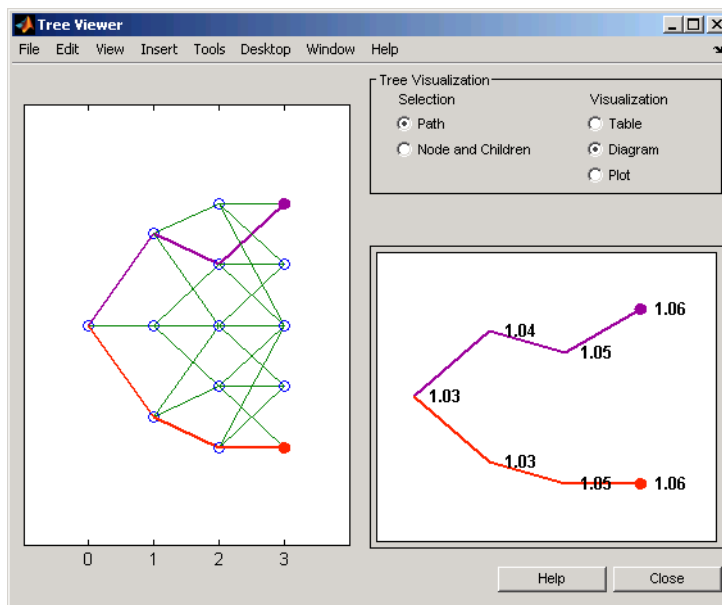 Tree Viewer
File Edit View Insert Tools Desktop Window Help
Tree Visualization
Selection Visualization
Path Table
Node and Children Diagram
Plot
1.06
1.04
1.05
1.03
1.03
1.05 1.06
0 1 2 3
Help Close